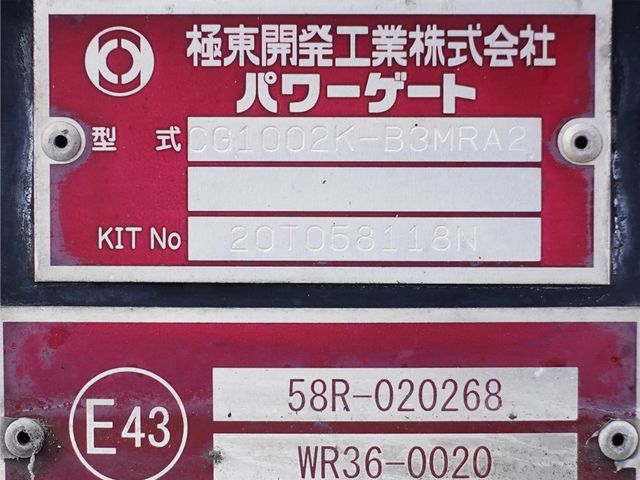 極東開発工業株式会社
パワーゲート
型式 CG1002K-B3MRA2
KIT No 20T058118N
58R-020268
E43
WR36-0020